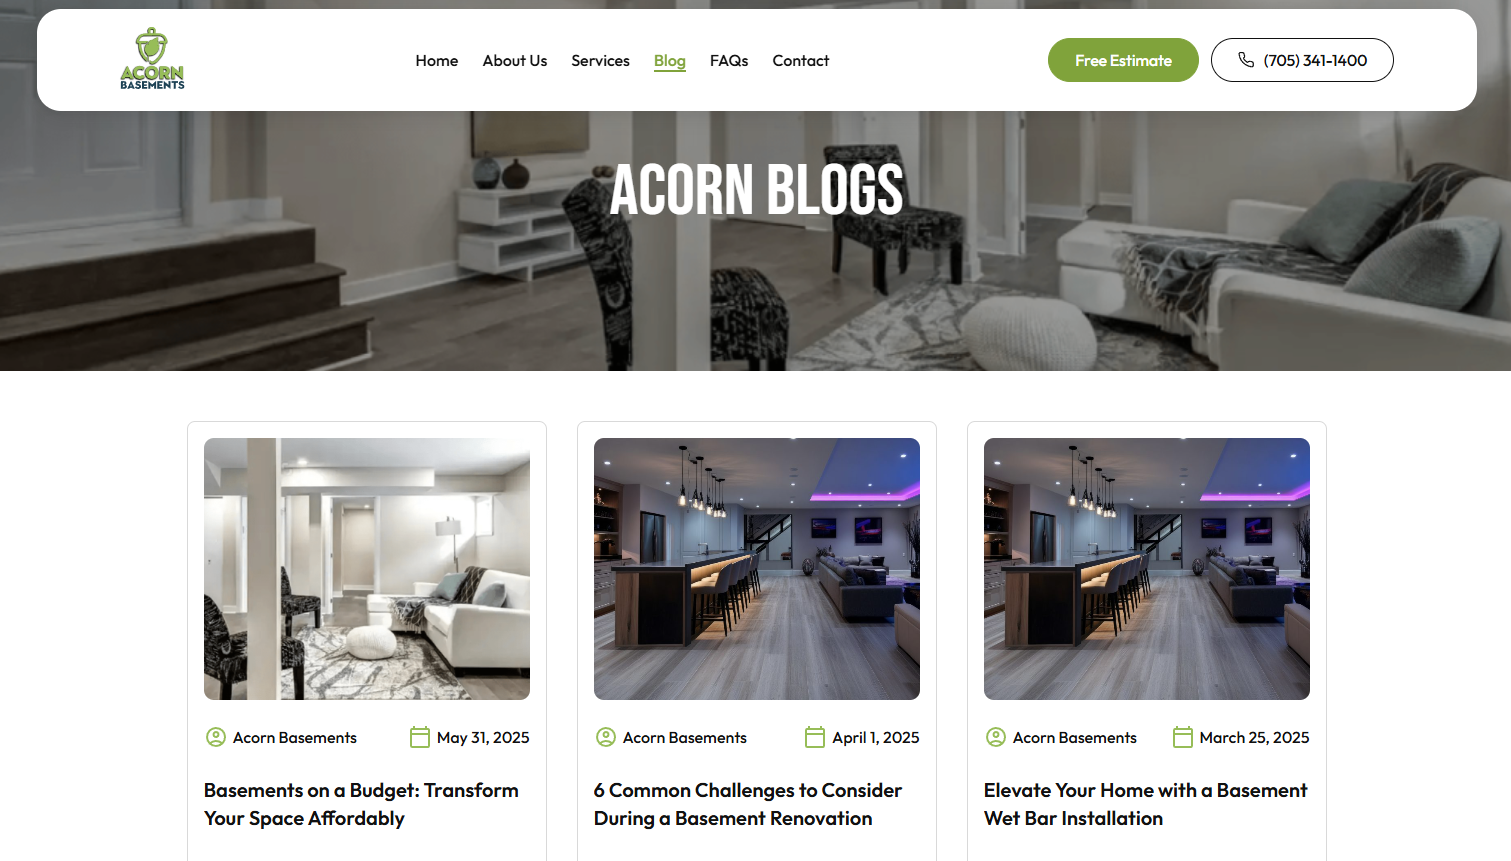 ACORN
BASEMENTS
Home About Us Services Blog FAQs Contact
Free Estimate (705) 341-1400
ACORN BLOGS
Acorn Basements May 31, 2025
Basements on a Budget: Transform
Your Space Affordably
Acorn Basements April 1, 2025
6 Common Challenges to Consider
During a Basement Renovation
Acorn Basements March 25, 2025
Elevate Your Home with a Basement
Wet Bar Installation